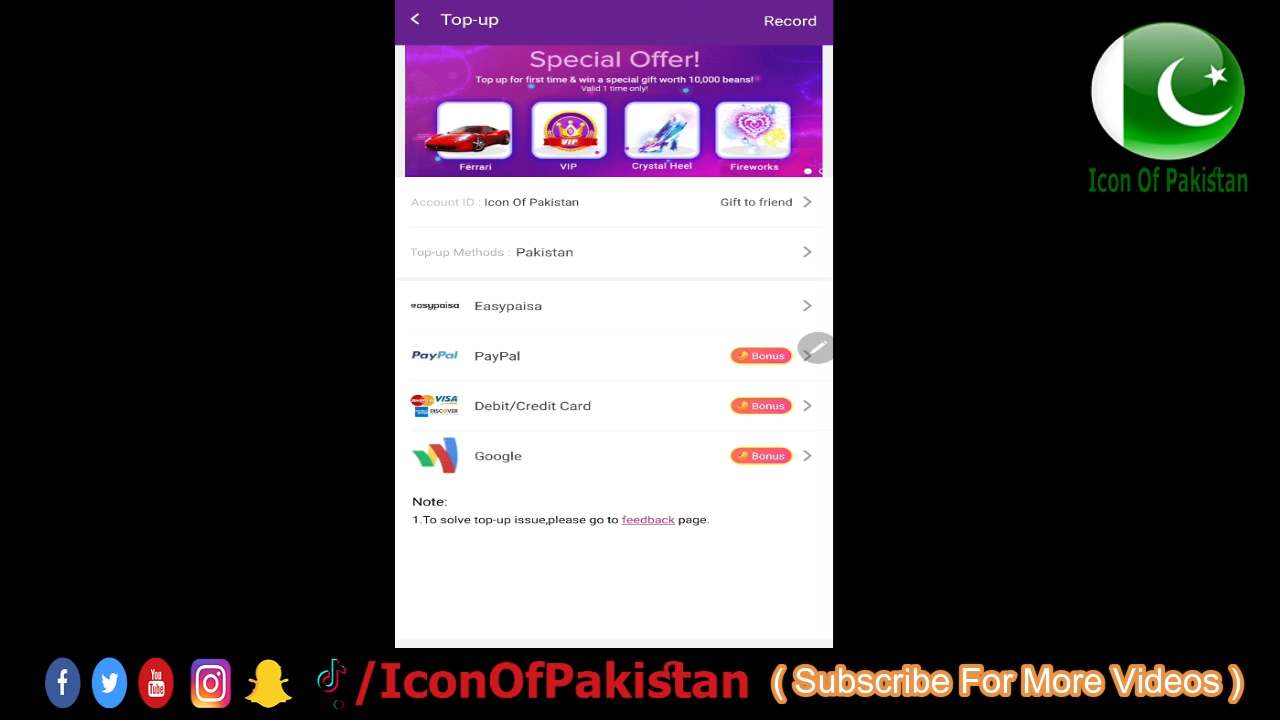 Top-up
Record
Special Offer!
Top up for first time & win a special gift worth 10,000 beans!
Valid 1 time only!
VIP
Ferrari
VIP
Crystal Heel
Fireworks
Icon Of Pakistan
Account ID : Icon Of Pakistan
Gift to friend
Top-up Methods : Pakistan
easypaisa
Easypaisa
PayPal
PayPal
Bonus
VISA
DISCOVER
Debit/Credit Card
Bonus
Google
Bonus
Note:
1.To solve top-up issue,please go to feedback page.
You
Tube
/IconOfPakistan
( Subscribe For More Videos )